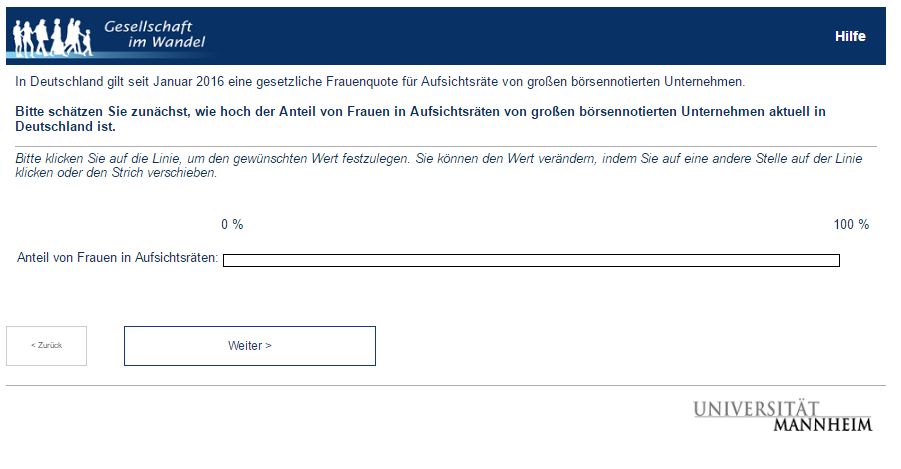 Gesellschaft
im Wandel
Hilfe
In Deutschland gilt seit Januar 2016 eine gesetzliche Frauenquote für Aufsichtsräte von großen börsennotierten Unternehmen.
Bitte schätzen Sie zunächst, wie hoch der Anteil von Frauen in Aufsichtsräten von großen börsennotierten Unternehmen aktuell in
Deutschland ist.
Bitte klicken Sie auf die Linie, um den gewünschten Wert festzulegen. Sie können den Wert verändern, indem Sie auf eine andere Stelle auf der Linie
klicken oder den Strich verschieben.
0 % 100 %
Anteil von Frauen in Aufsichtsräten:
< Zurück Weiter >
UNIVERSITÄT
MANNHEIM